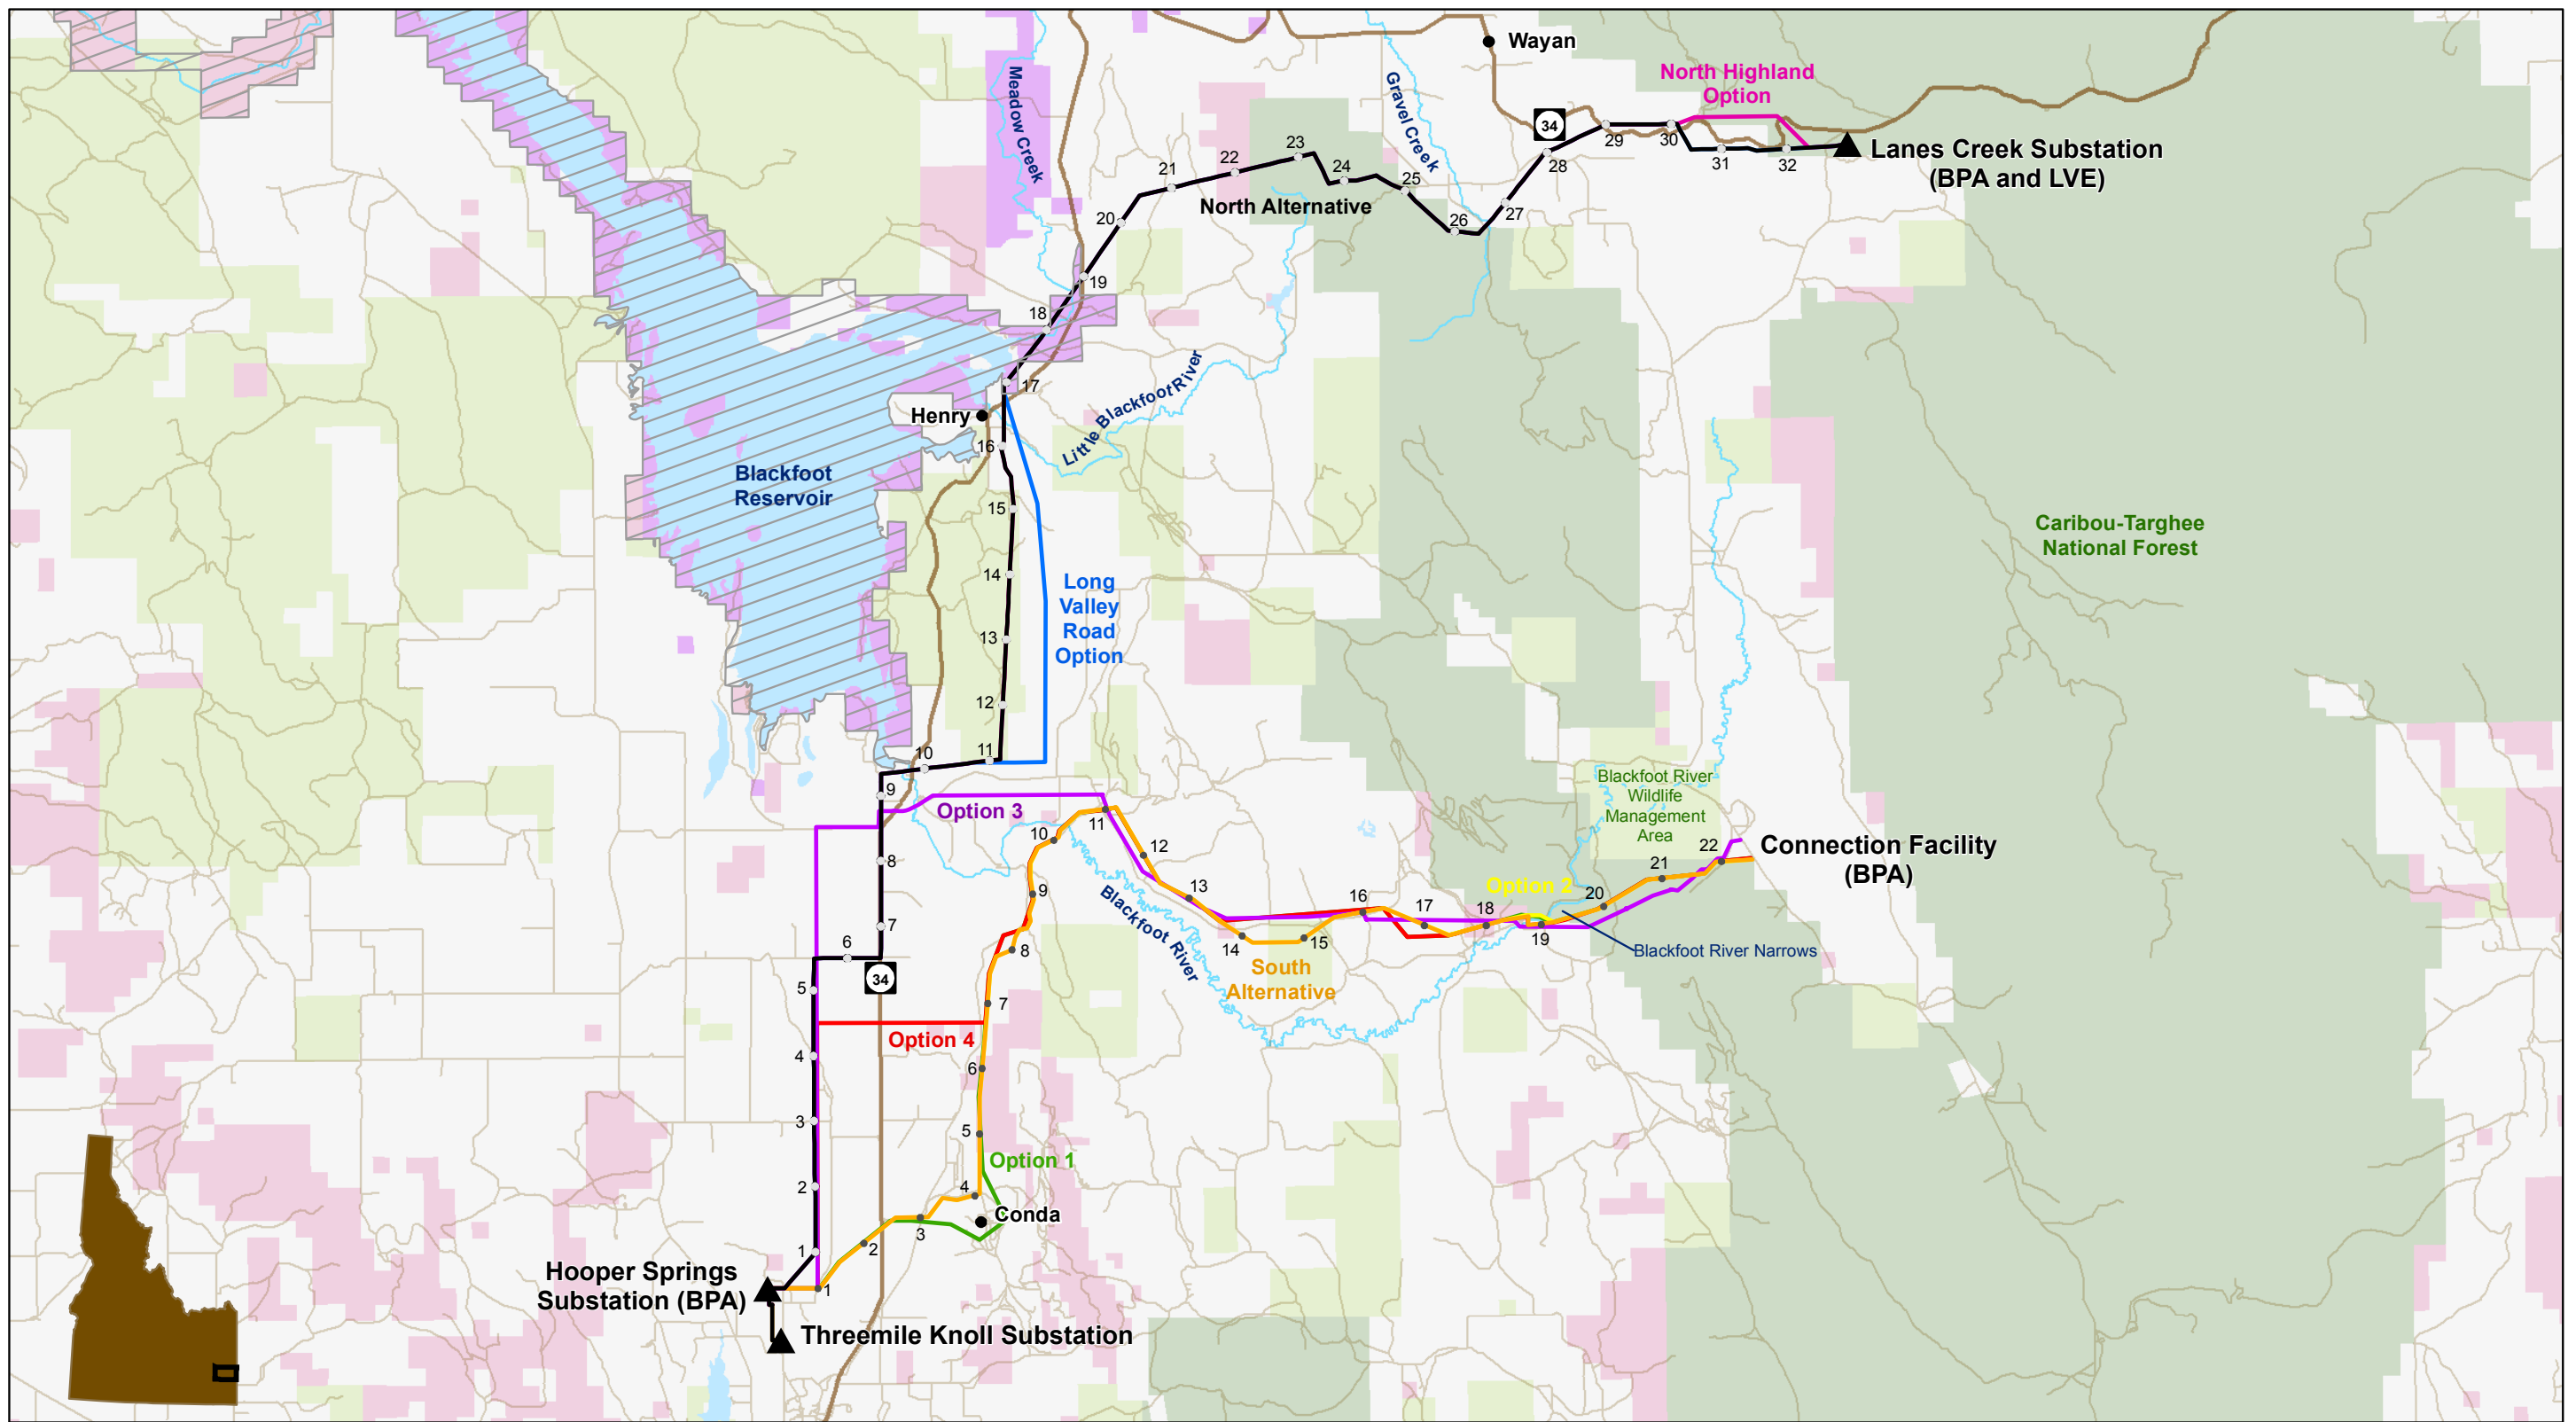 Wayan
North Highland
Option
34
Lanes Creek Substation
(BPA and LVE)
Meadow Creek
Gravel Creek
North Alternative
17
18
19
20
21
22
23
24
25
26
27
28
29
30
31
32
Henry
Little Blackfoot River
Blackfoot
Reservoir
16
15
14
13
12
11
10
9
8
7
6
5
4
3
2
1
Long
Valley
Road
Option
Caribou-Targhee
National Forest
Option 3
Blackfoot River
Wildlife
Management
Area
Connection Facility
(BPA)
Option 2
Blackfoot River Narrows
Blackfoot River
South
Alternative
34
Option 4
Option 1
Conda
1
2
3
4
5
6
7
8
9
10
11
12
13
14
15
16
17
18
19
20
21
22
Hooper Springs
Substation (BPA)
Threemile Knoll Substation